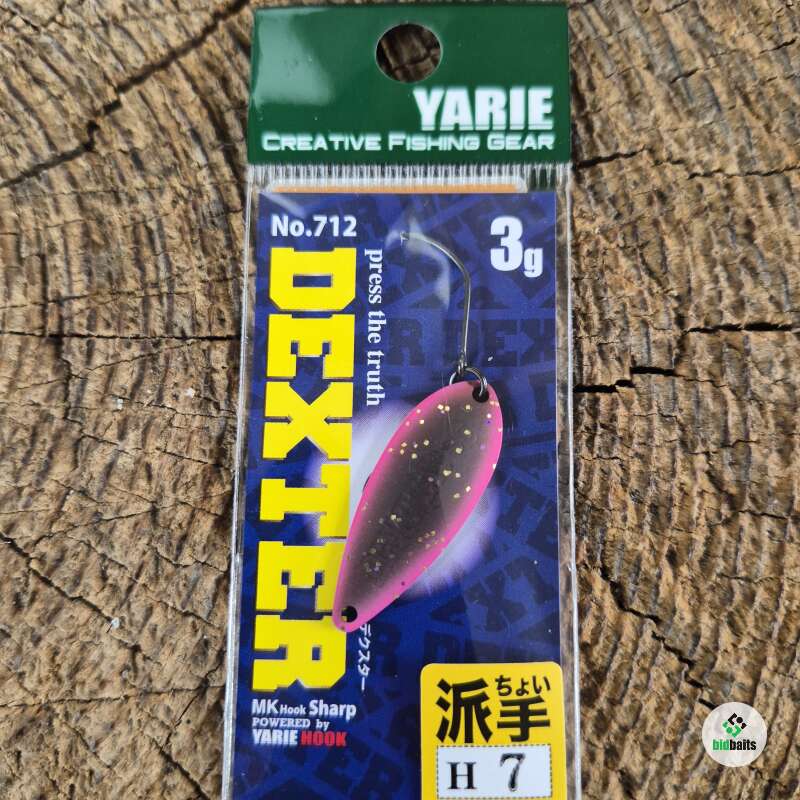 YARIE
CREATIVE FISHING GEAR
No.712
3g
DEXTER
press the truth
デクスター
MK Hook Sharp
POWERED by
YARIE HOOK
ちょい
派手
H 7
bidbaits